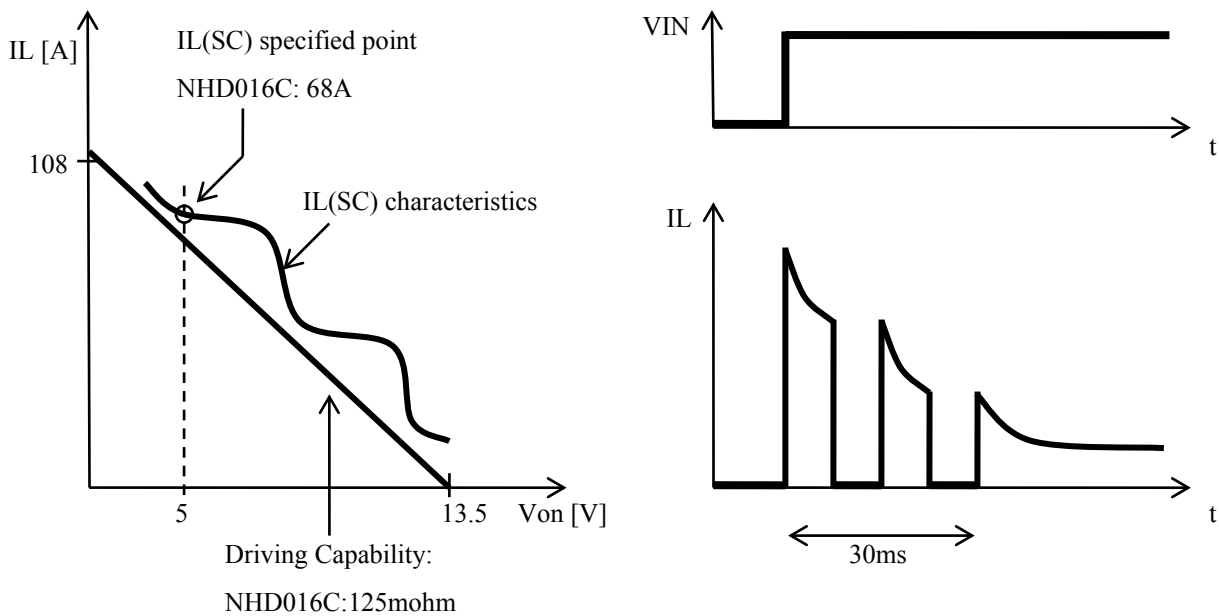 IL [A]
IL(SC) specified point
NHD016C: 68A
108
IL(SC) characteristics
5
13.5
Von [V]
Driving Capability:
NHD016C:125mohm
VIN
t
IL
t
30ms